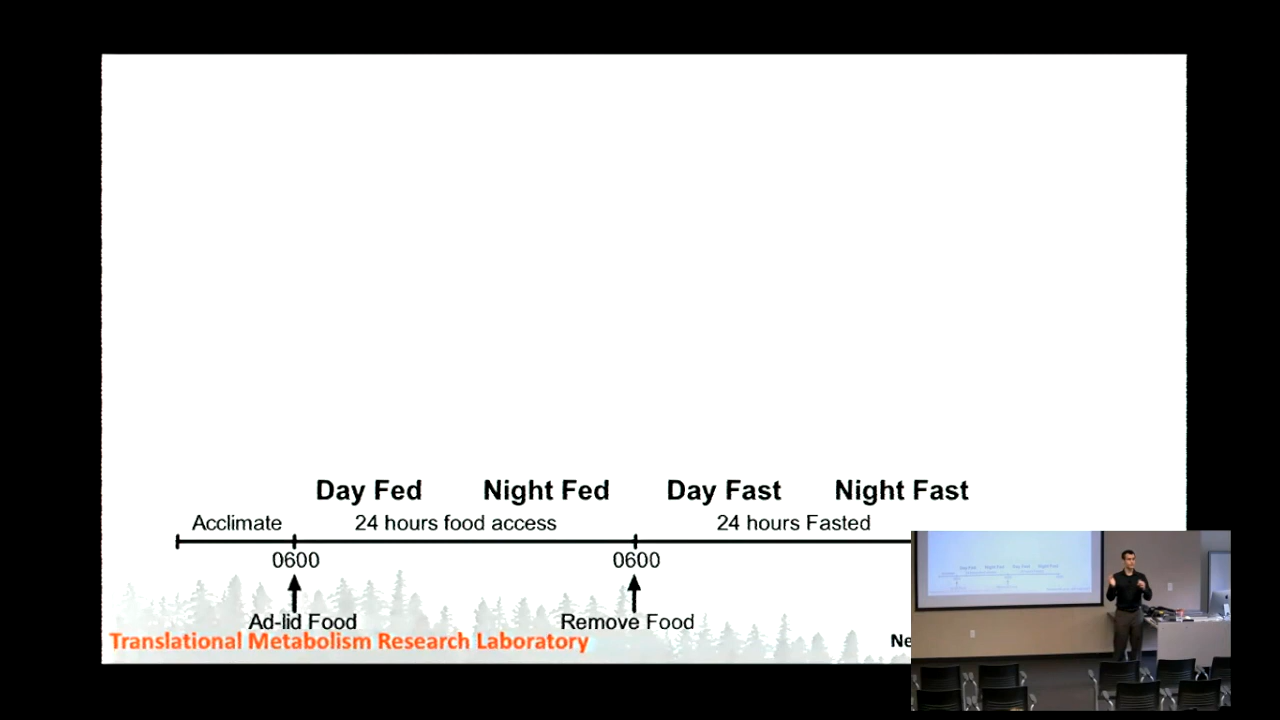 Day Fed Night Fed Day Fast Night Fast
Acclimate 24 hours food access 24 hours Fasted
0600 0600
Ad-lid Food Remove Food
Translational Metabolism Research Laboratory